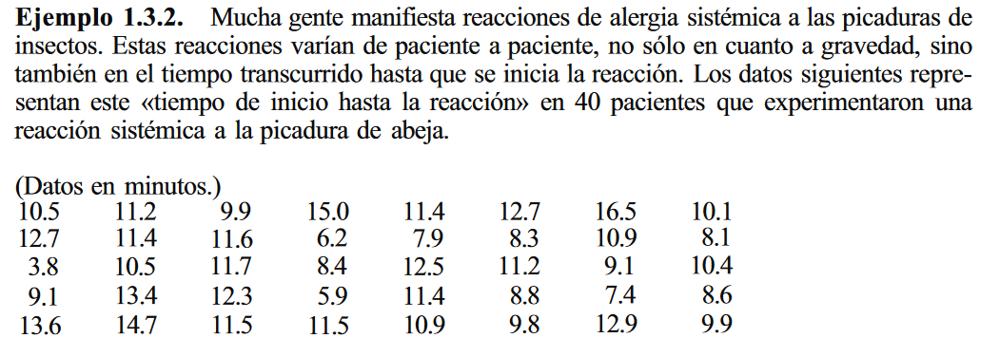 Ejemplo 1.3.2. Mucha gente manifiesta reacciones de alergia sistémica a las picaduras de
insectos. Estas reacciones varían de paciente a paciente, no sólo en cuanto a gravedad, sino
también en el tiempo transcurrido hasta que se inicia la reacción. Los datos siguientes repre-
sentan este «tiempo de inicio hasta la reacción» en 40 pacientes que experimentaron una
reacción sistémica a la picadura de abeja.
(Datos en minutos.)
10.5 11.2 9.9 15.0 11.4 12.7 16.5 10.1
12.7 11.4 11.6 6.2 7.9 8.3 10.9 8.1
3.8 10.5 11.7 8.4 12.5 11.2 9.1 10.4
9.1 13.4 12.3 5.9 11.4 8.8 7.4 8.6
13.6 14.7 11.5 11.5 10.9 9.8 12.9 9.9